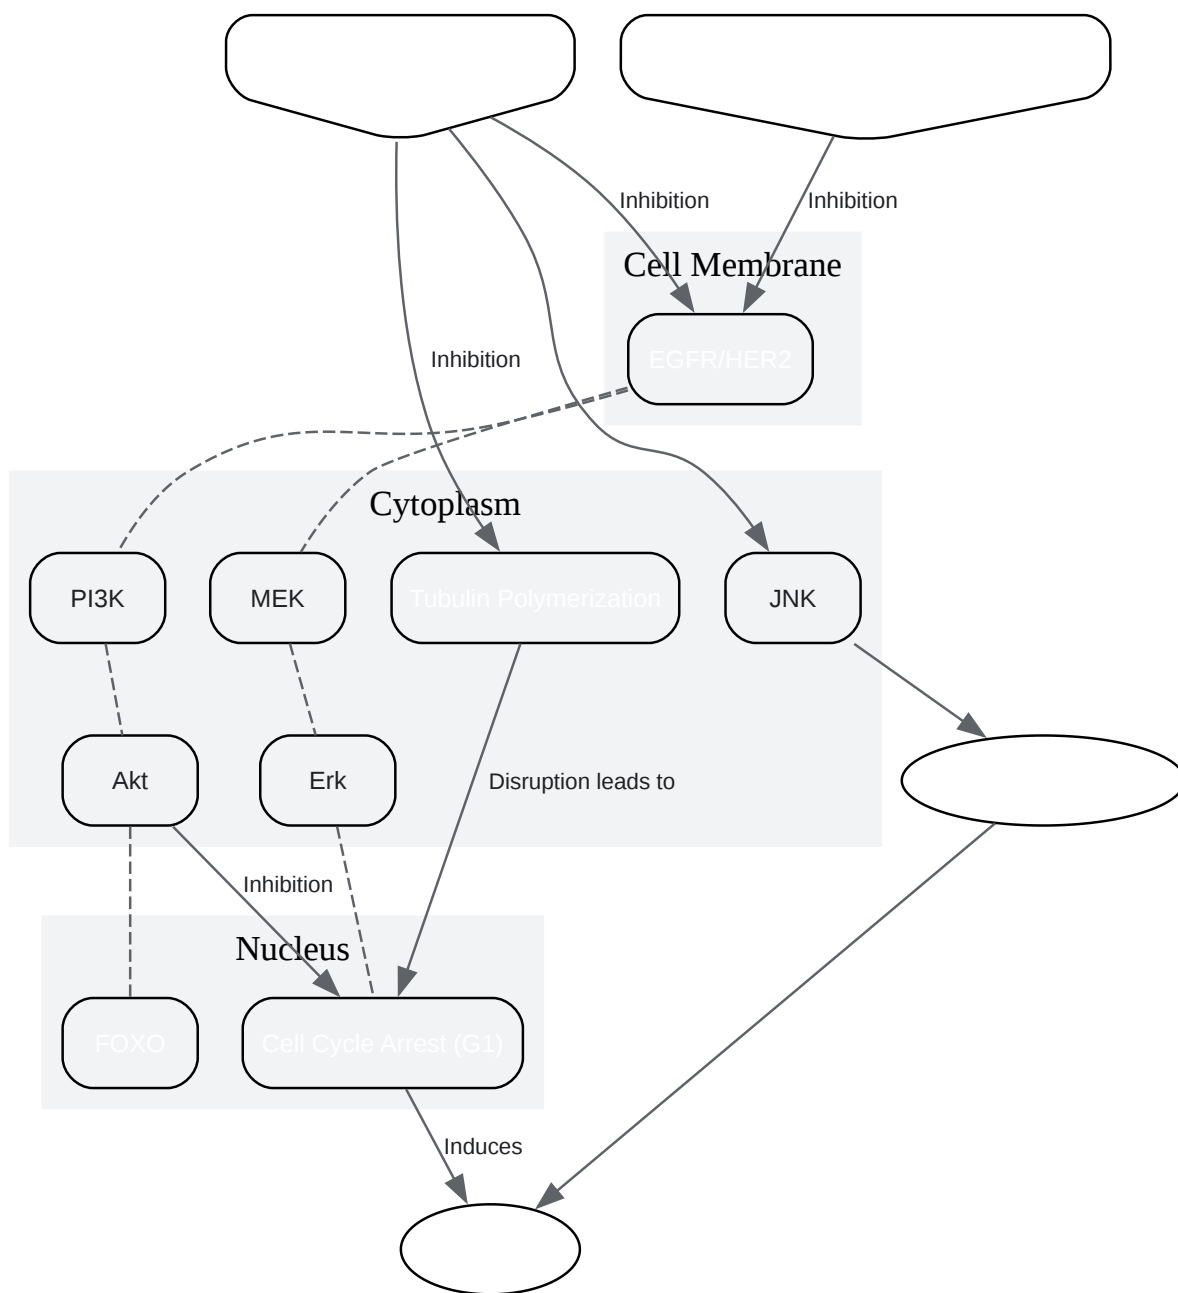 Inhibition
Inhibition
Cell Membrane
EGFR/HER2
Inhibition
Cytoplasm
PI3K
MEK
Tubulin Polymerization
JNK
Akt
Erk
Disruption leads to
Inhibition
Nucleus
FOXO
Cell Cycle Arrest (G1)
Induces